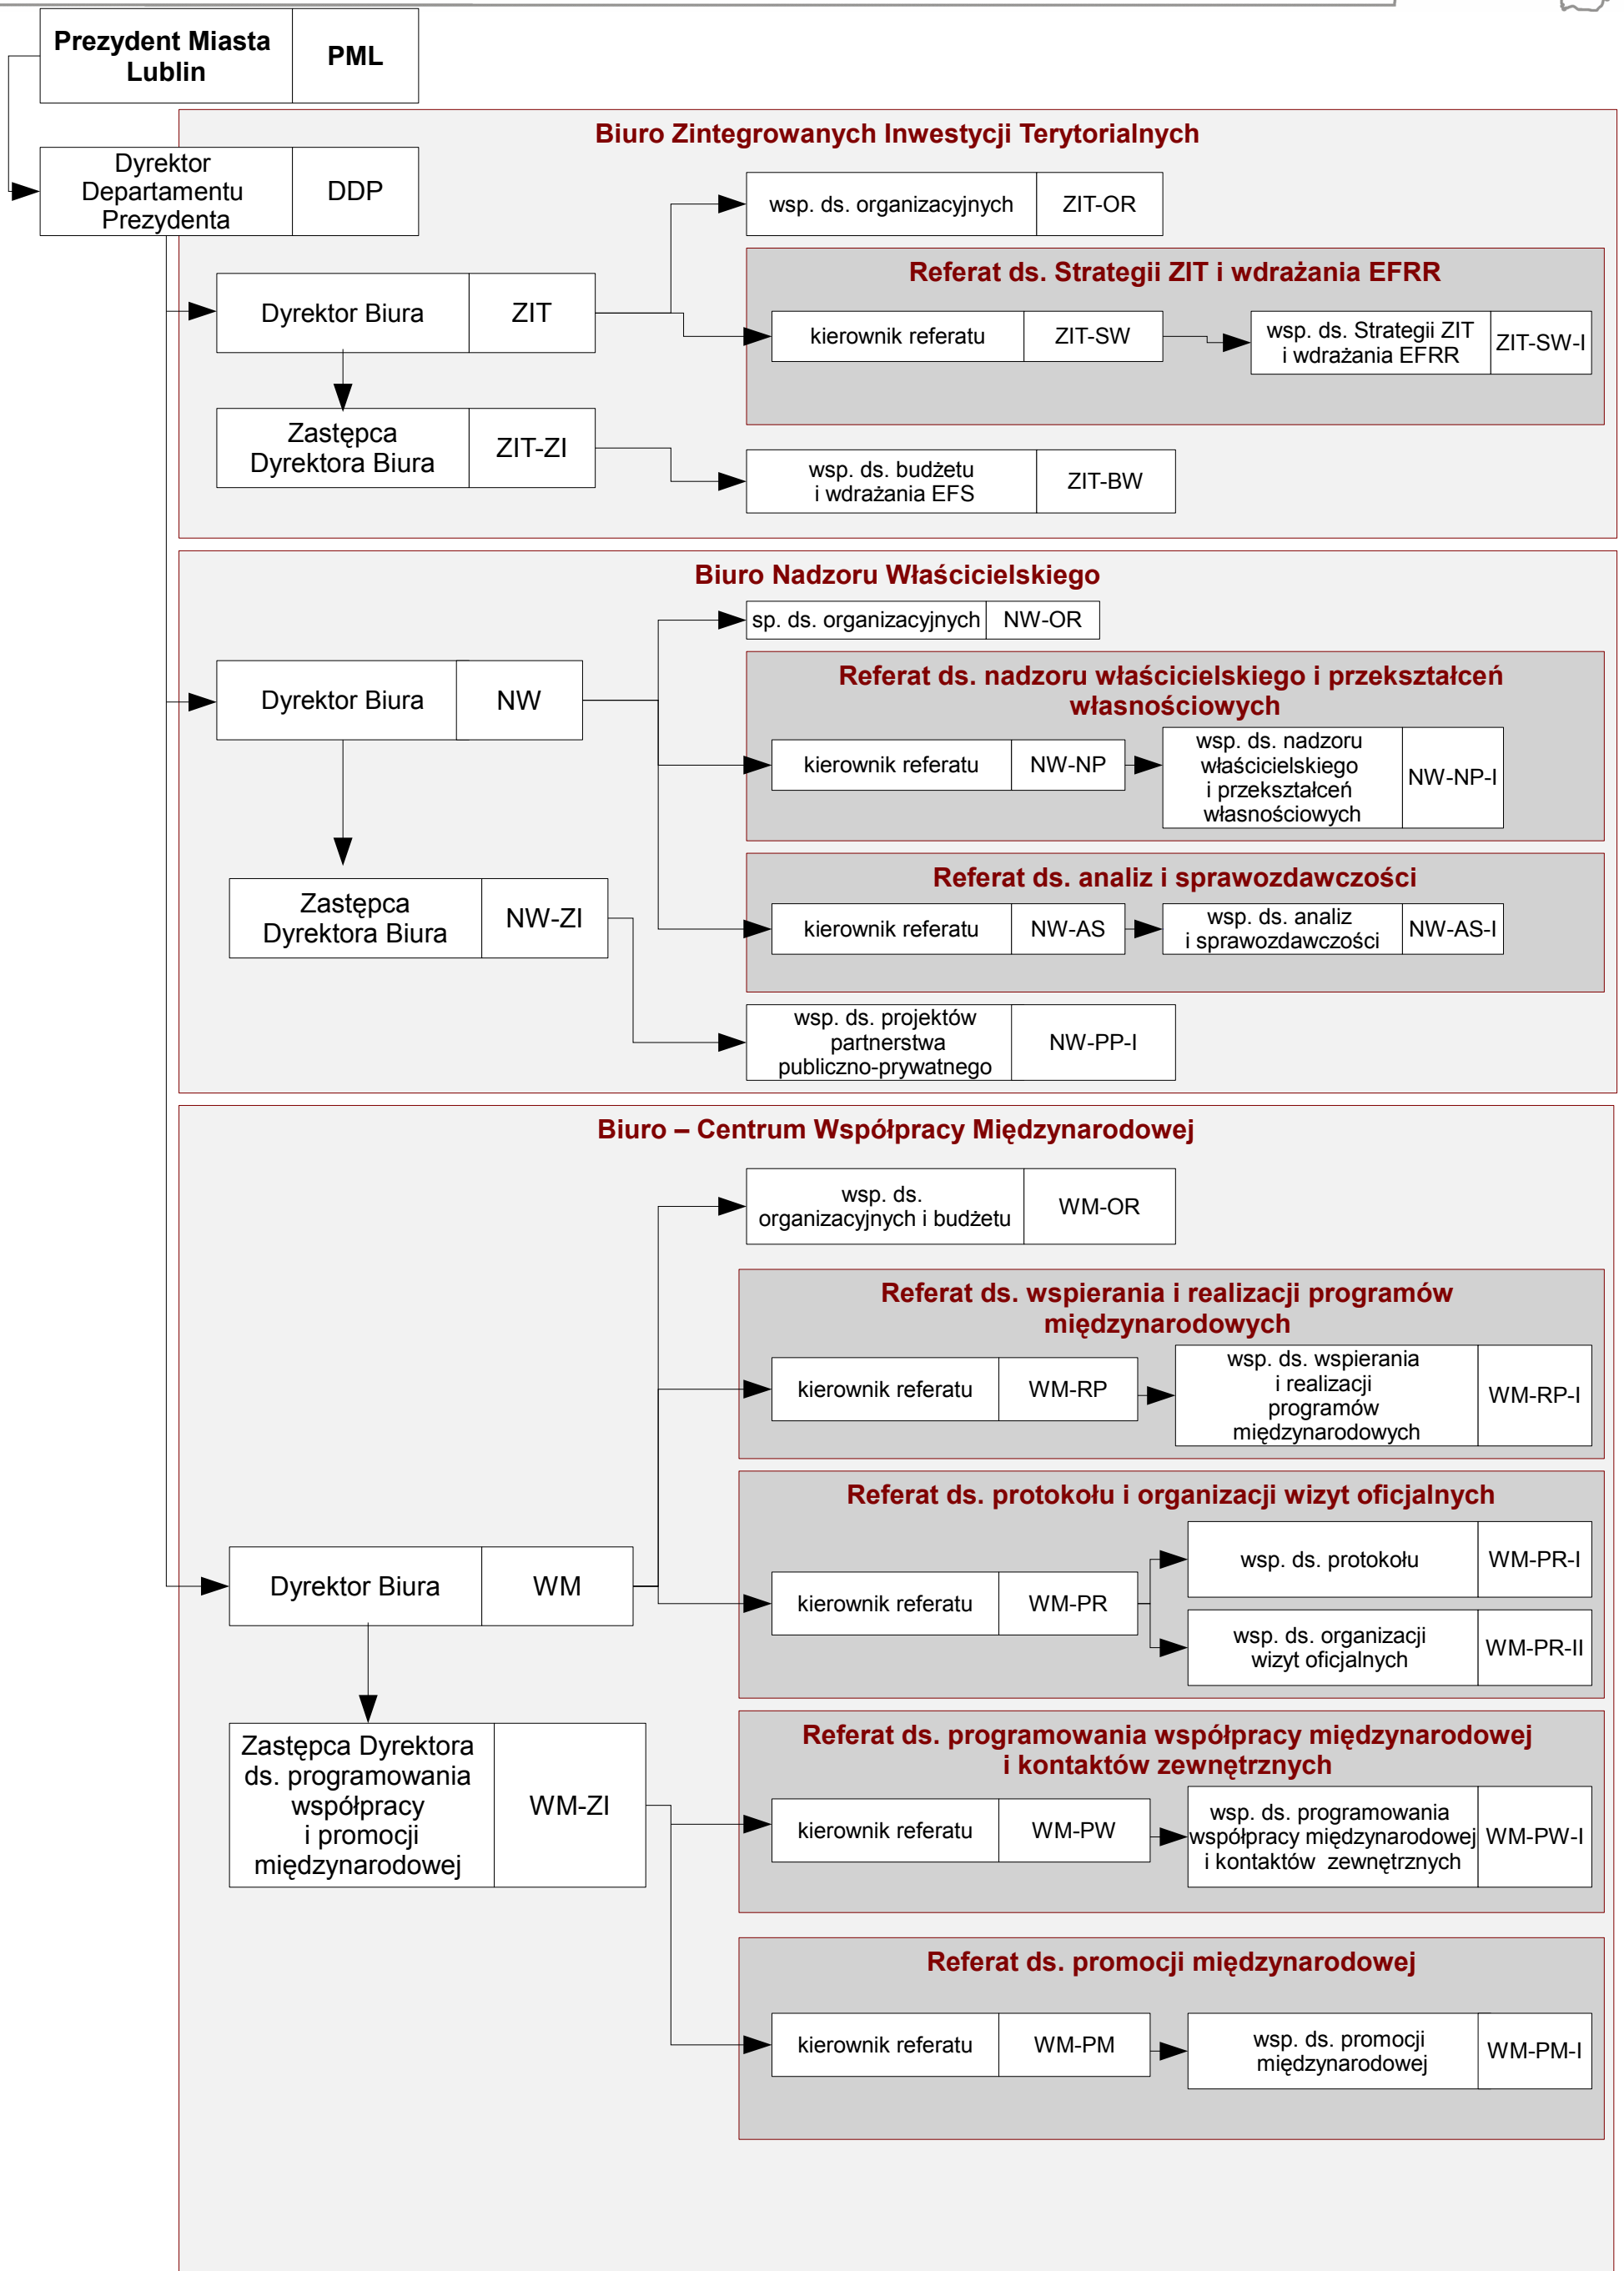 Prezydent Miasta
Lublin
PML
Dyrektor
Departamentu
Prezydenta
DDP
Biuro Zintegrowanych Inwestycji Terytorialnych
wsp. ds. organizacyjnych
ZIT-OR
Referat ds. Strategii ZIT i wdrażania EFRR
Dyrektor Biura
ZIT
kierownik referatu
ZIT-SW
wsp. ds. Strategii ZIT
i wdrażania EFRR
ZIT-SW-I
Zastępca
Dyrektora Biura
ZIT-ZI
wsp. ds. budżetu
i wdrażania EFS
ZIT-BW
Biuro Nadzoru Właścicielskiego
sp. ds. organizacyjnych
NW-OR
Referat ds. nadzoru właścicielskiego i przekształceń
własnościowych
Dyrektor Biura
NW
kierownik referatu
NW-NP
wsp. ds. nadzoru
właścicielskiego
i przekształceń
własnościowych
NW-NP-I
Referat ds. analiz i sprawozdawczości
Zastępca
Dyrektora Biura
NW-ZI
kierownik referatu
NW-AS
wsp. ds. analiz
i sprawozdawczości
NW-AS-I
wsp. ds. projektów
partnerstwa
publiczno-prywatnego
NW-PP-I
Biuro – Centrum Współpracy Międzynarodowej
wsp. ds.
organizacyjnych i budżetu
WM-OR
Referat ds. wspierania i realizacji programów
międzynarodowych
kierownik referatu
WM-RP
wsp. ds. wspierania
i realizacji
programów
międzynarodowych
WM-RP-I
Referat ds. protokołu i organizacji wizyt oficjalnych
Dyrektor Biura
WM
kierownik referatu
WM-PR
wsp. ds. protokołu
WM-PR-I
wsp. ds. organizacji
wizyt oficjalnych
WM-PR-II
Zastępca Dyrektora
ds. programowania
współpracy
i promocji
międzynarodowej
WM-ZI
Referat ds. programowania współpracy międzynarodowej
i kontaktów zewnętrznych
kierownik referatu
WM-PW
wsp. ds. programowania
współpracy międzynarodowej
i kontaktów zewnętrznych
WM-PW-I
Referat ds. promocji międzynarodowej
kierownik referatu
WM-PM
wsp. ds. promocji
międzynarodowej
WM-PM-I